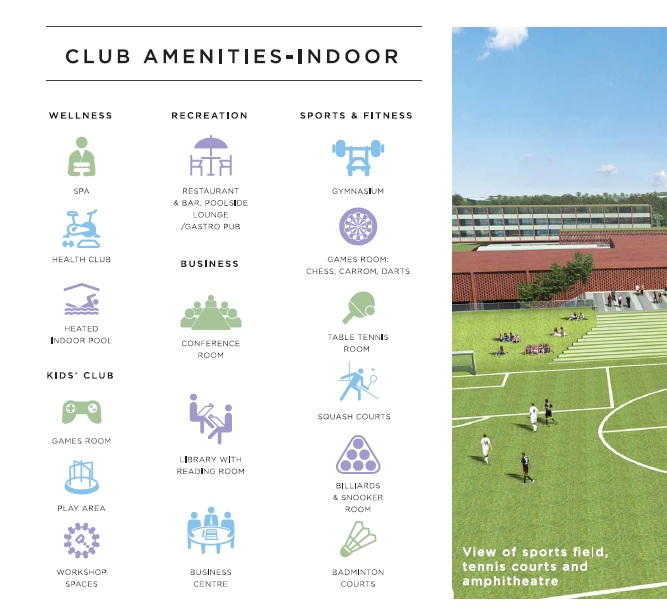 CLUB AMENITIES-INDOOR
WELLNESS
SPA
HEALTH CLUB
HEATED
INDOOR POOL
KIDS' CLUB
GAMES ROOM
PLAY AREA
WORKSHOP
SPACES
RECREATION
RESTAURANT
& BAR, POOLSIDE
LOUNGE
/GASTRO PUB
BUSINESS
CONFERENCE
ROOM
LIBRARY WITH
READING ROOM
BUSINESS
CENTRE
SPORTS & FITNESS
GYMNASIUM
GAMES ROOM:
CHESS, CARROM, DARTS
TABLE TENNIS
ROOM
SQUASH COURTS
BILLIARDS
& SNOOKER
ROOM
BADMINTON
COURTS
View of sports field,
tennis courts and
amphitheatre